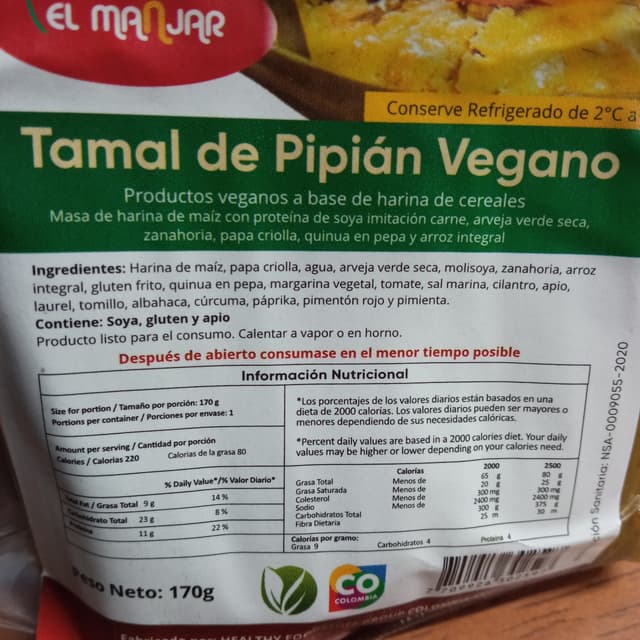 EL MANJAR
Conserve Refrigerado de 2°C a
Tamal de Pipián Vegano
Productos veganos a base de harina de cereales
Masa de harina de maíz con proteína de soya imitación carne, arveja verde seca,
zanahoria, papa criolla, quinua en pepa y arroz integral
Ingredientes: Harina de maíz, papa criolla, agua, arveja verde seca, molisoya, zanahoria, arroz
integral, gluten frito, quinua en pepa, margarina vegetal, tomate, sal marina, cilantro, apio,
laurel, tomillo, albahaca, cúrcuma, páprika, pimentón rojo y pimienta.
Contiene: Soya, gluten y apio
Producto listo para el consumo. Calentar a vapor o en horno.
Después de abierto consumase en el menor tiempo posible
Información Nutricional
Size for portion / Tamaño por porción: 170 g
Portions per container / Porciones por envase: 1
Amount per serving / Cantidad por porción
Calories / Calorías 220 Calorías de la grasa 80
% Daily Value*/% Valor Diario*
Fat / Grasa Total 9 g 14 %
Total 23 g 8 %
11 g 22 %
*Los porcentajes de los valores diarios están basados en una
dieta de 2000 calorías. Los valores diarios pueden ser mayores o
menores dependiendo de sus necesidades calóricas.
*Percent daily values are based in a 2000 calories diet. Your daily
values may be higher or lower depending on your calories need.
Calorías 2000 2500
Grasa Total Menos de 65 g 80 g
Grasa Saturada Menos de 20 g 25 g
Colesterol Menos de 300 mg 300 mg
Sodio Menos de 2400 mg 2400 mg
Carbohidratos Total 300 g 375 g
Fibra Dietaria 25 m 30 m
Calorías por gramo:
Grasa 9 Carbohidratos 4 Proteína 4
Peso Neto: 170g
CO
COLOMBIA
Sanitaria: NSA-0009055-2020